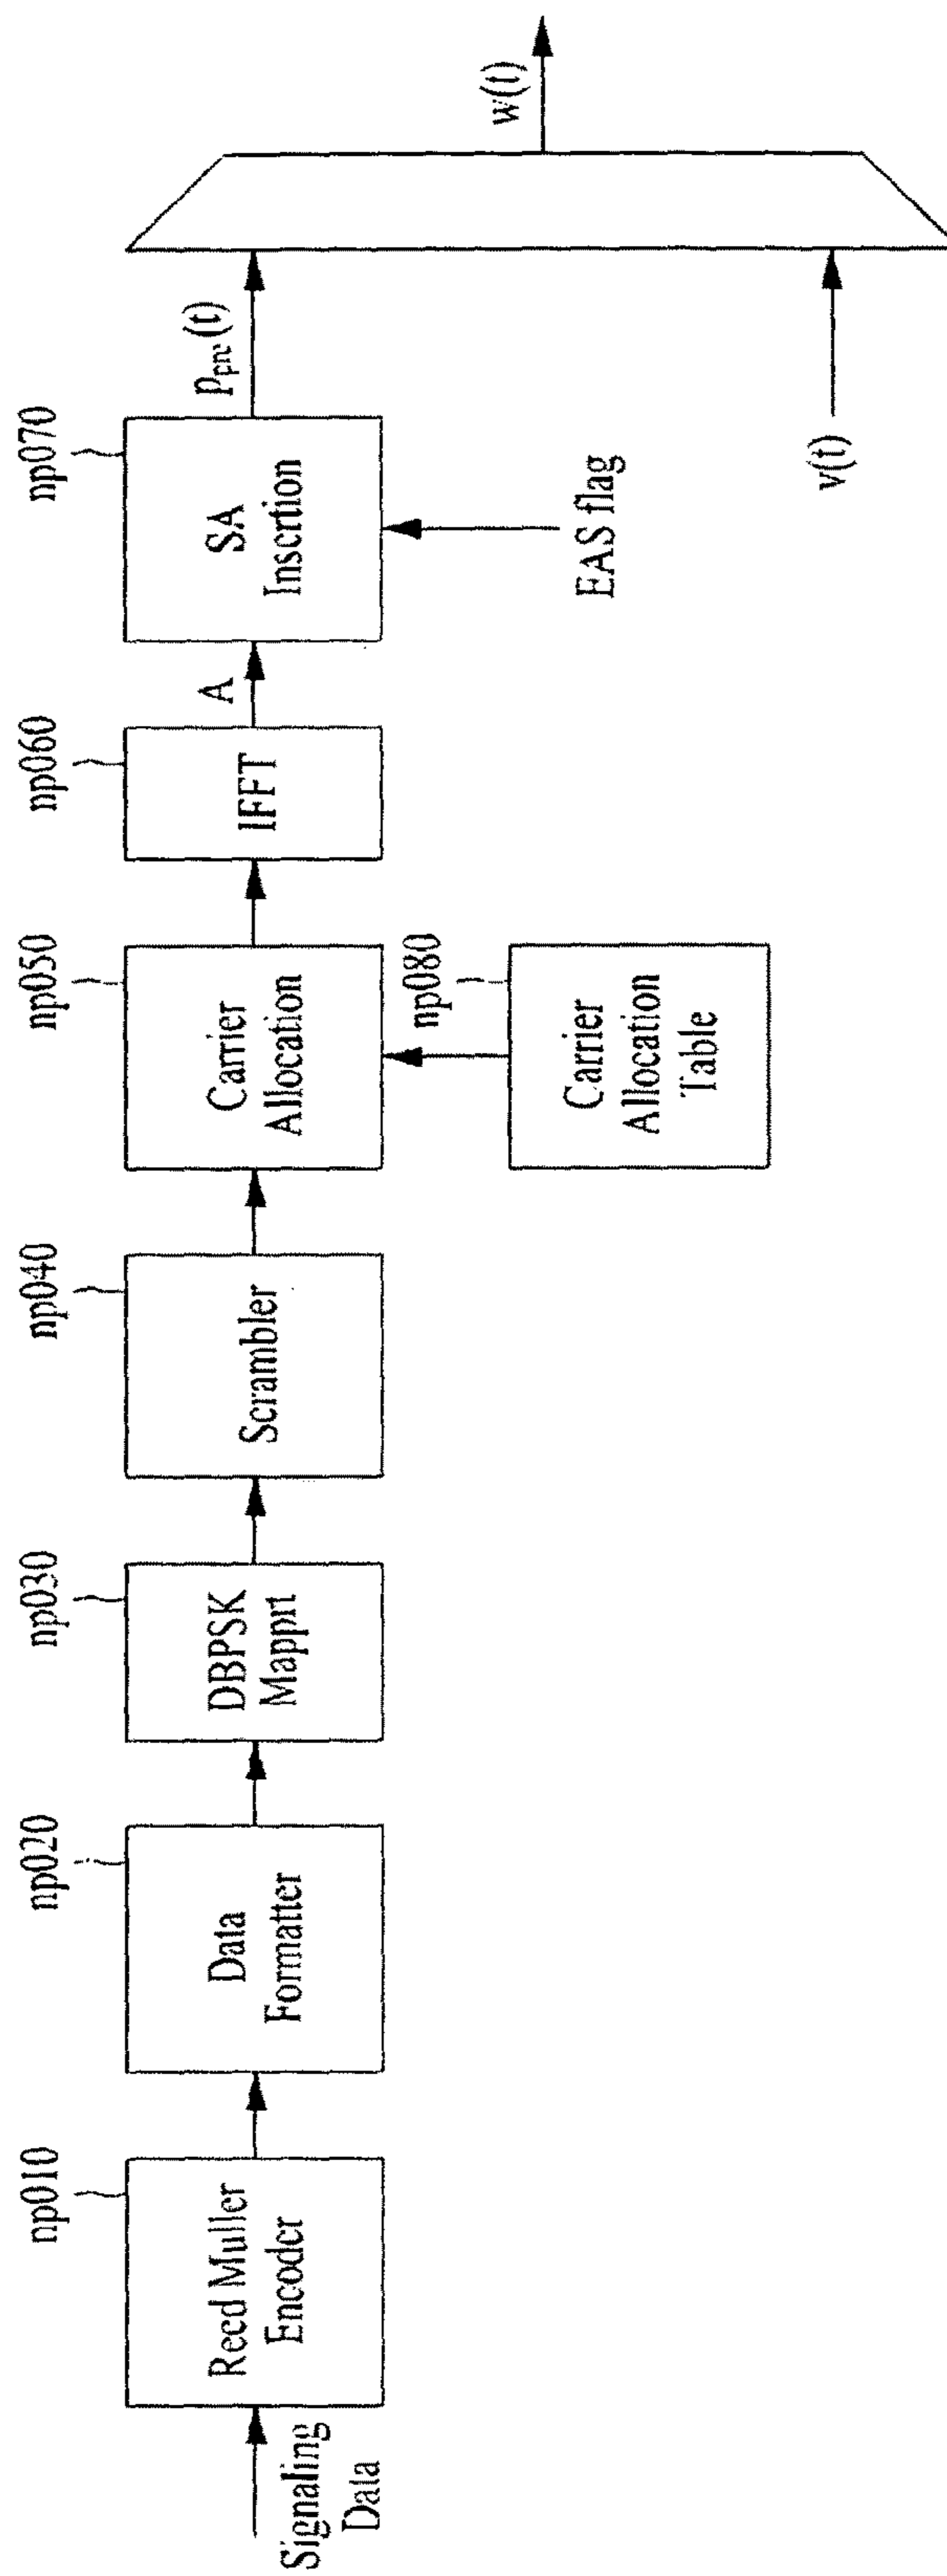 Signaling
Data
np010
Reed Muller
Encoder
np020
Data
Formatter
np030
DBPSK
Mapprt
np040
Scrambler
np050
Carrier
Allocation
np080
Carrier
Allocation
Table
np060
IFFT
A
np070
SA
Insertion
EAS flag
v(t)
w(t)